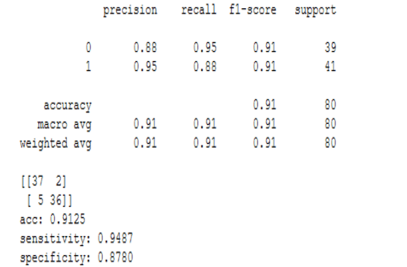 precision recall f1-score support
0 0.88 0.95 0.91 39
1 0.95 0.88 0.91 41
accuracy 0.91 80
macro avg 0.91 0.91 0.91 80
weighted avg 0.91 0.91 0.91 80
[[37 2]
[ 5 36]]
acc: 0.9125
sensitivity: 0.9487
specificity: 0.8780